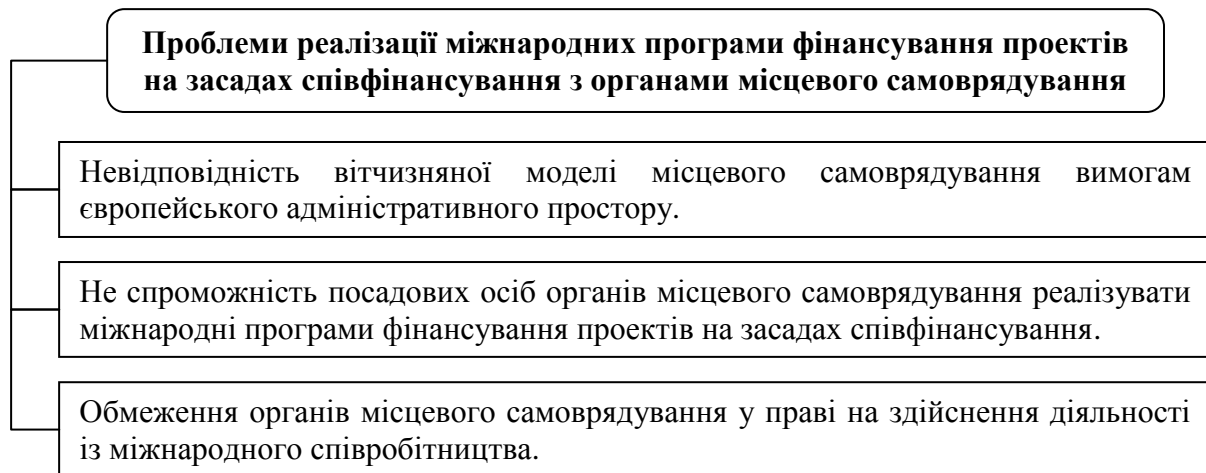 Проблеми реалізації міжнародних програми фінансування проектів
на засадах співфінансування з органами місцевого самоврядування
Невідповідність вітчизняної моделі місцевого самоврядування вимогам
європейського адміністративного простору.
Не спроможність посадових осіб органів місцевого самоврядування реалізувати
міжнародні програми фінансування проектів на засадах співфінансування.
Обмеження органів місцевого самоврядування у праві на здійснення діяльності
із міжнародного співробітництва.